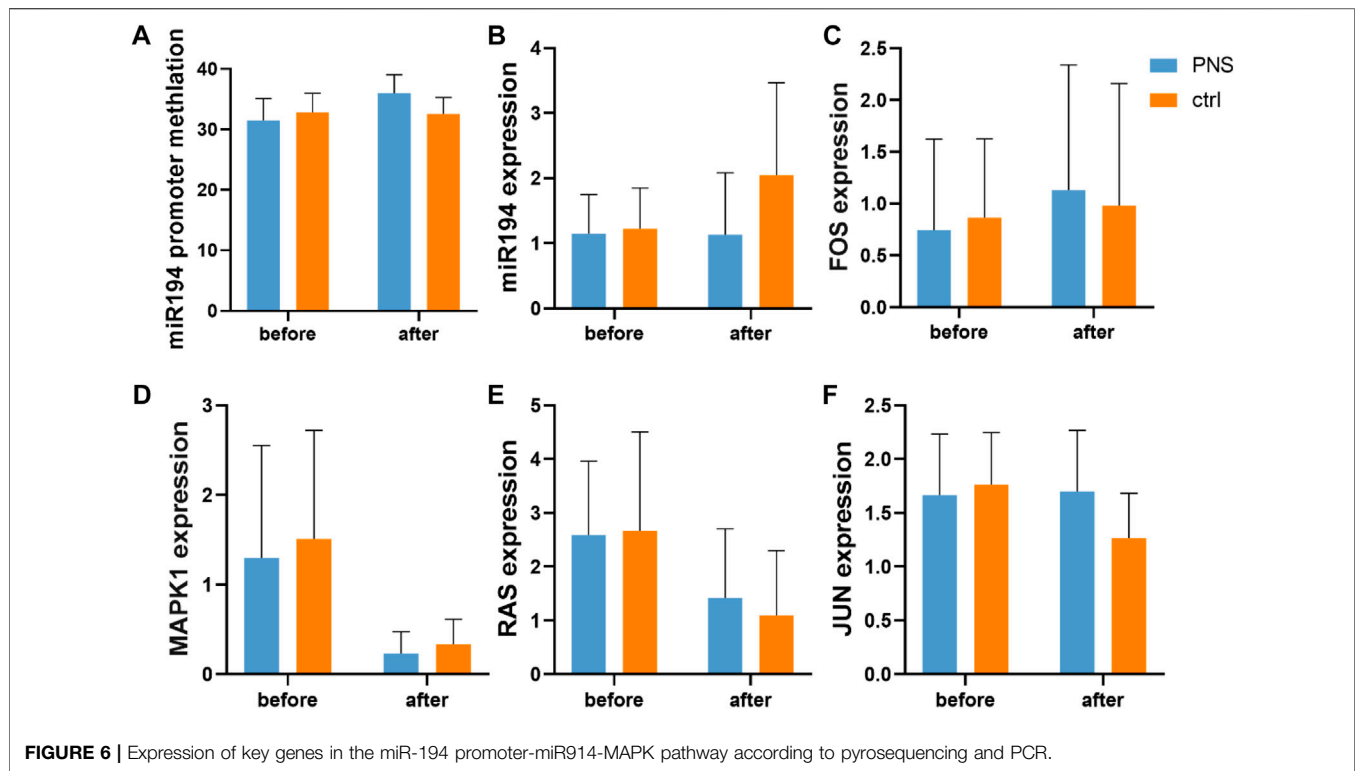 A
miR194 promoter methlation
40
30
20
10
0
before after
B
miR194 expression
4
3
2
1
0
before after
C
FOS expression
2.5
2.0
1.5
1.0
0.5
0.0
before after
PNS
ctrl
D
MAPK1 expression
3
2
1
0
before after
E
RAS expression
5
4
3
2
1
0
before after
F
JUN expression
2.5
2.0
1.5
1.0
0.5
0.0
before after
FIGURE 6 | Expression of key genes in the miR-194 promoter-miR914-MAPK pathway according to pyrosequencing and PCR.